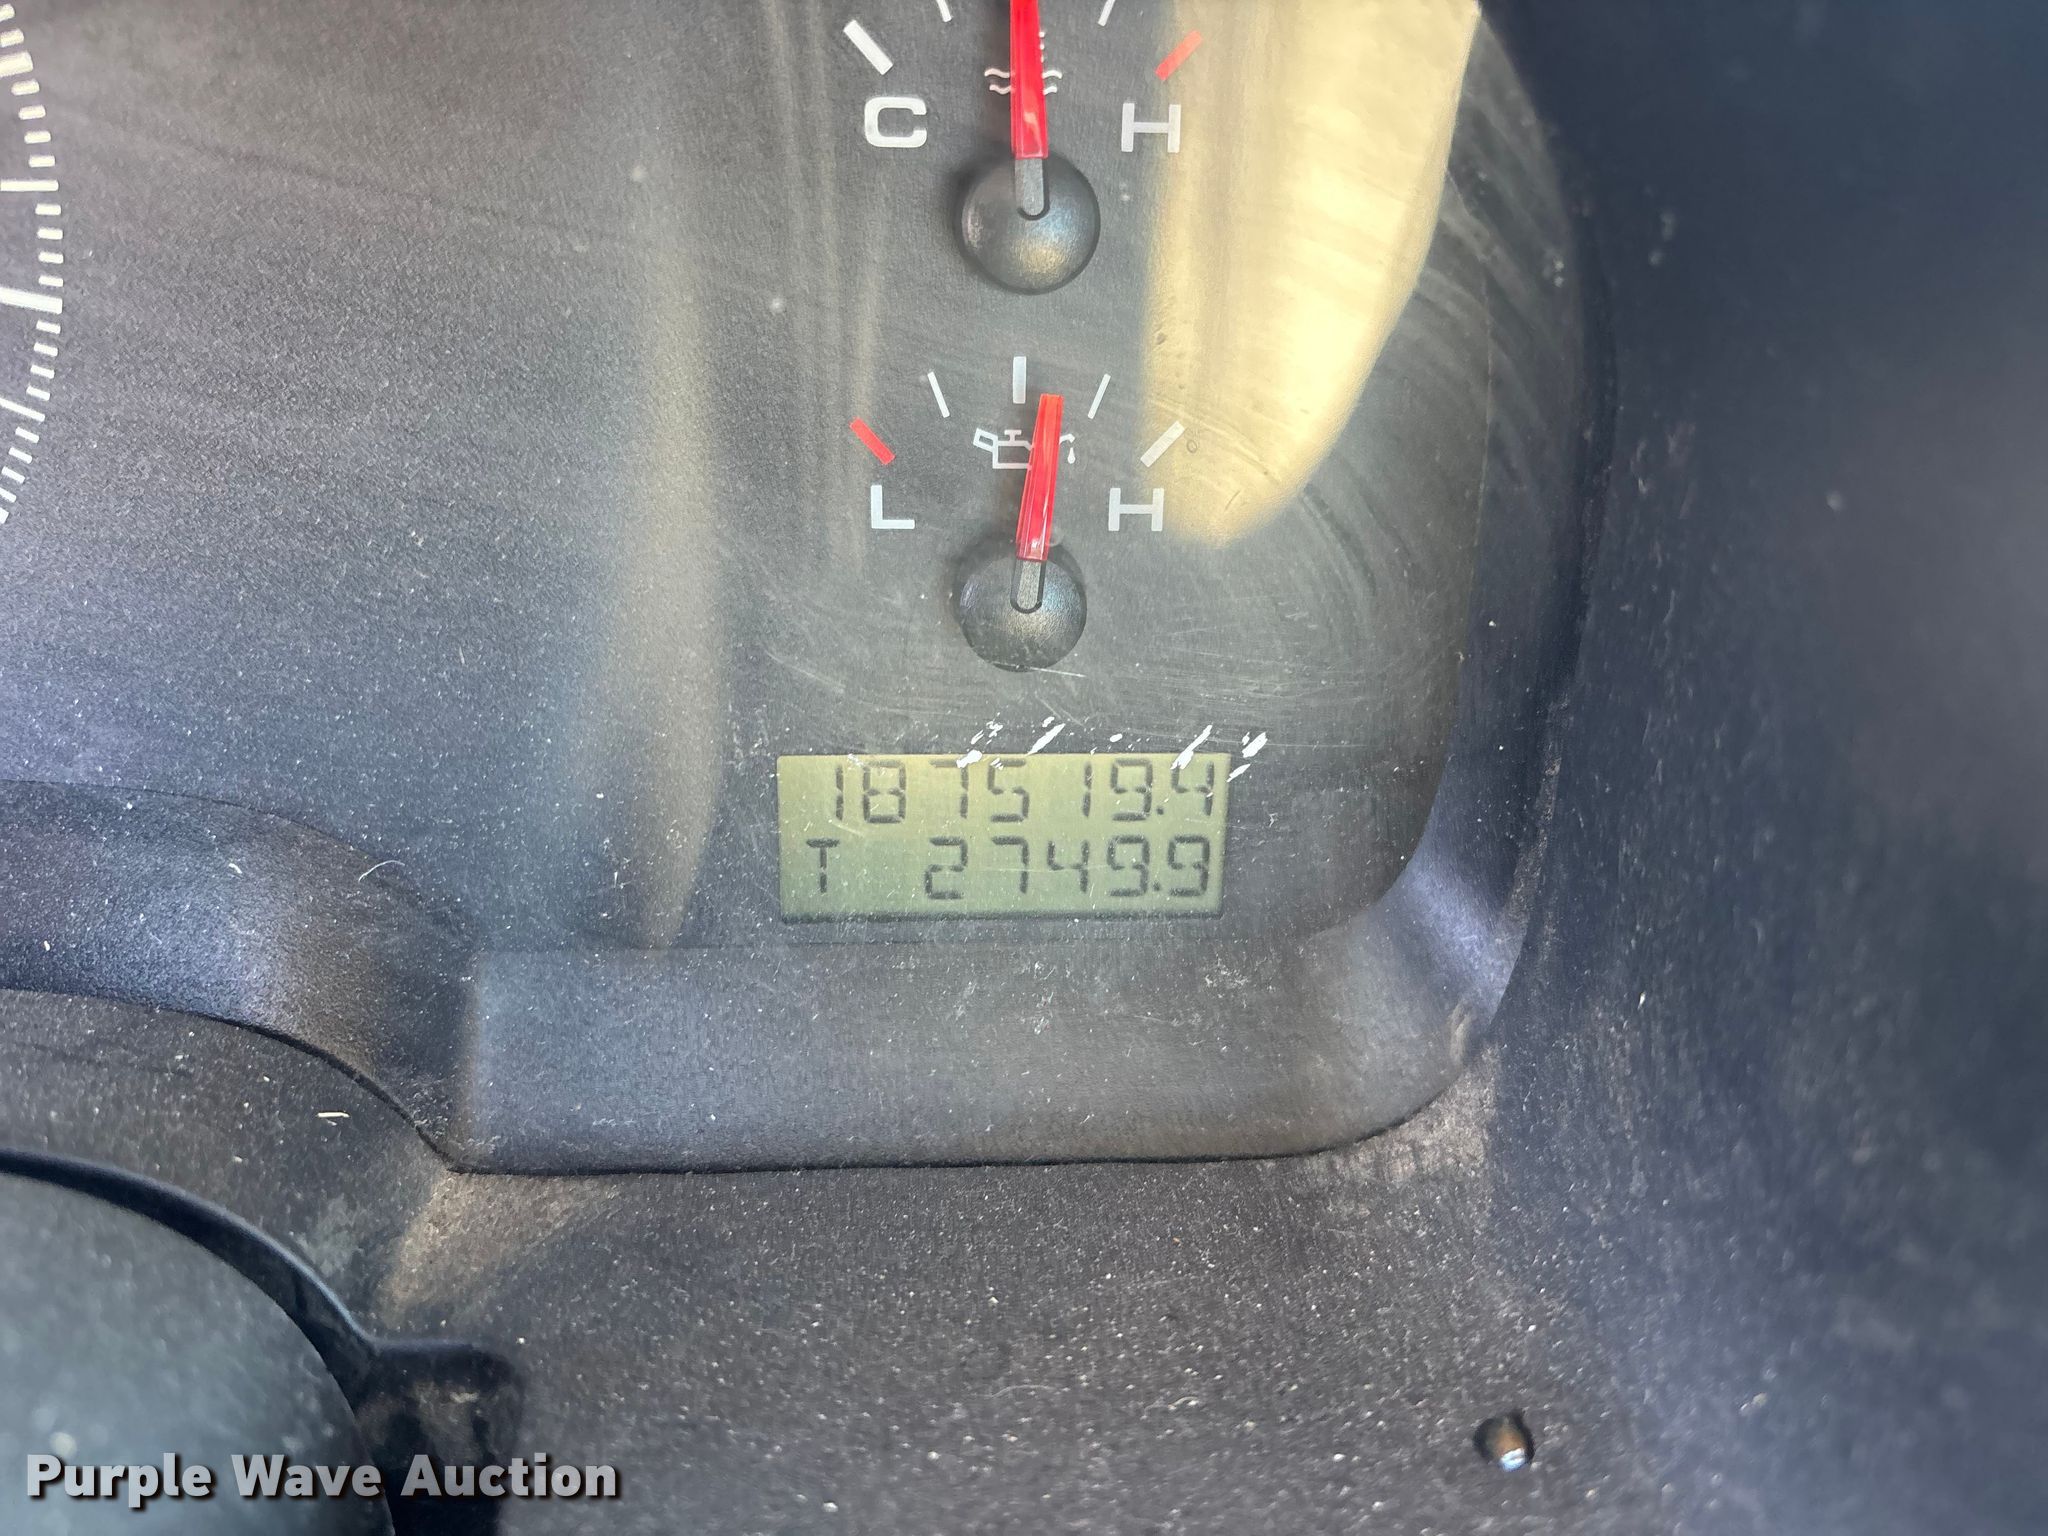 C H
L H
187519.4
T 2749.9
Purple Wave Auction